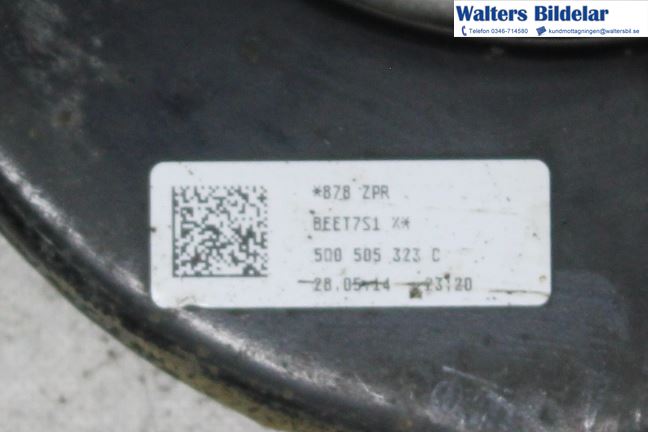 Walters Bildelar
Telefon 0346-714580 kundmottagningen@waltersbil.se
*878 ZPR
BEET7S1 X*
5Q0 505 323 C
28.05.14 23:20